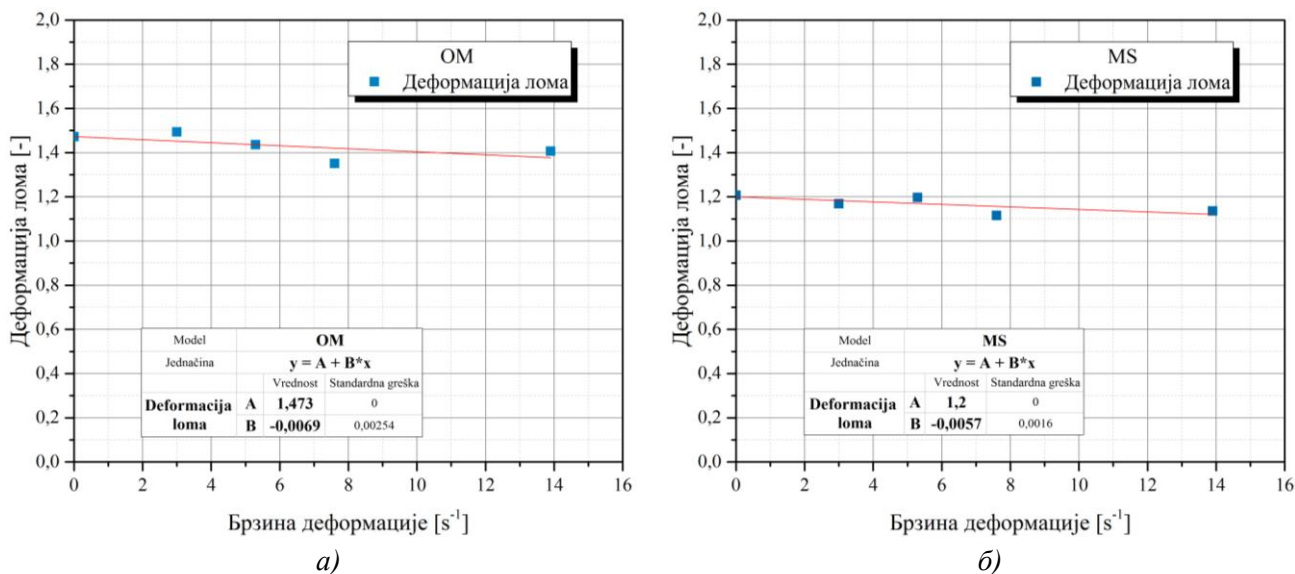 2,0
1,8
1,6
1,4
1,2
1,0
0,8
0,6
0,4
0,2
0,0
Деформација лома [-]
OM
Деформација лома
Model OM
Jednačina y = A + B*x
Vrednost Standardna greška
Deformacija loma A 1,473 0
B -0,0069 0,00254
0 2 4 6 8 10 12 14 16
Брзина деформације [s-1]
а)
2,0
1,8
1,6
1,4
1,2
1,0
0,8
0,6
0,4
0,2
0,0
Деформација лома [-]
MS
Деформација лома
Model MS
Jednačina y = A + B*x
Vrednost Standardna greška
Deformacija loma A 1,2 0
B -0,0057 0,0016
0 2 4 6 8 10 12 14 16
Брзина деформације [s-1]
б)